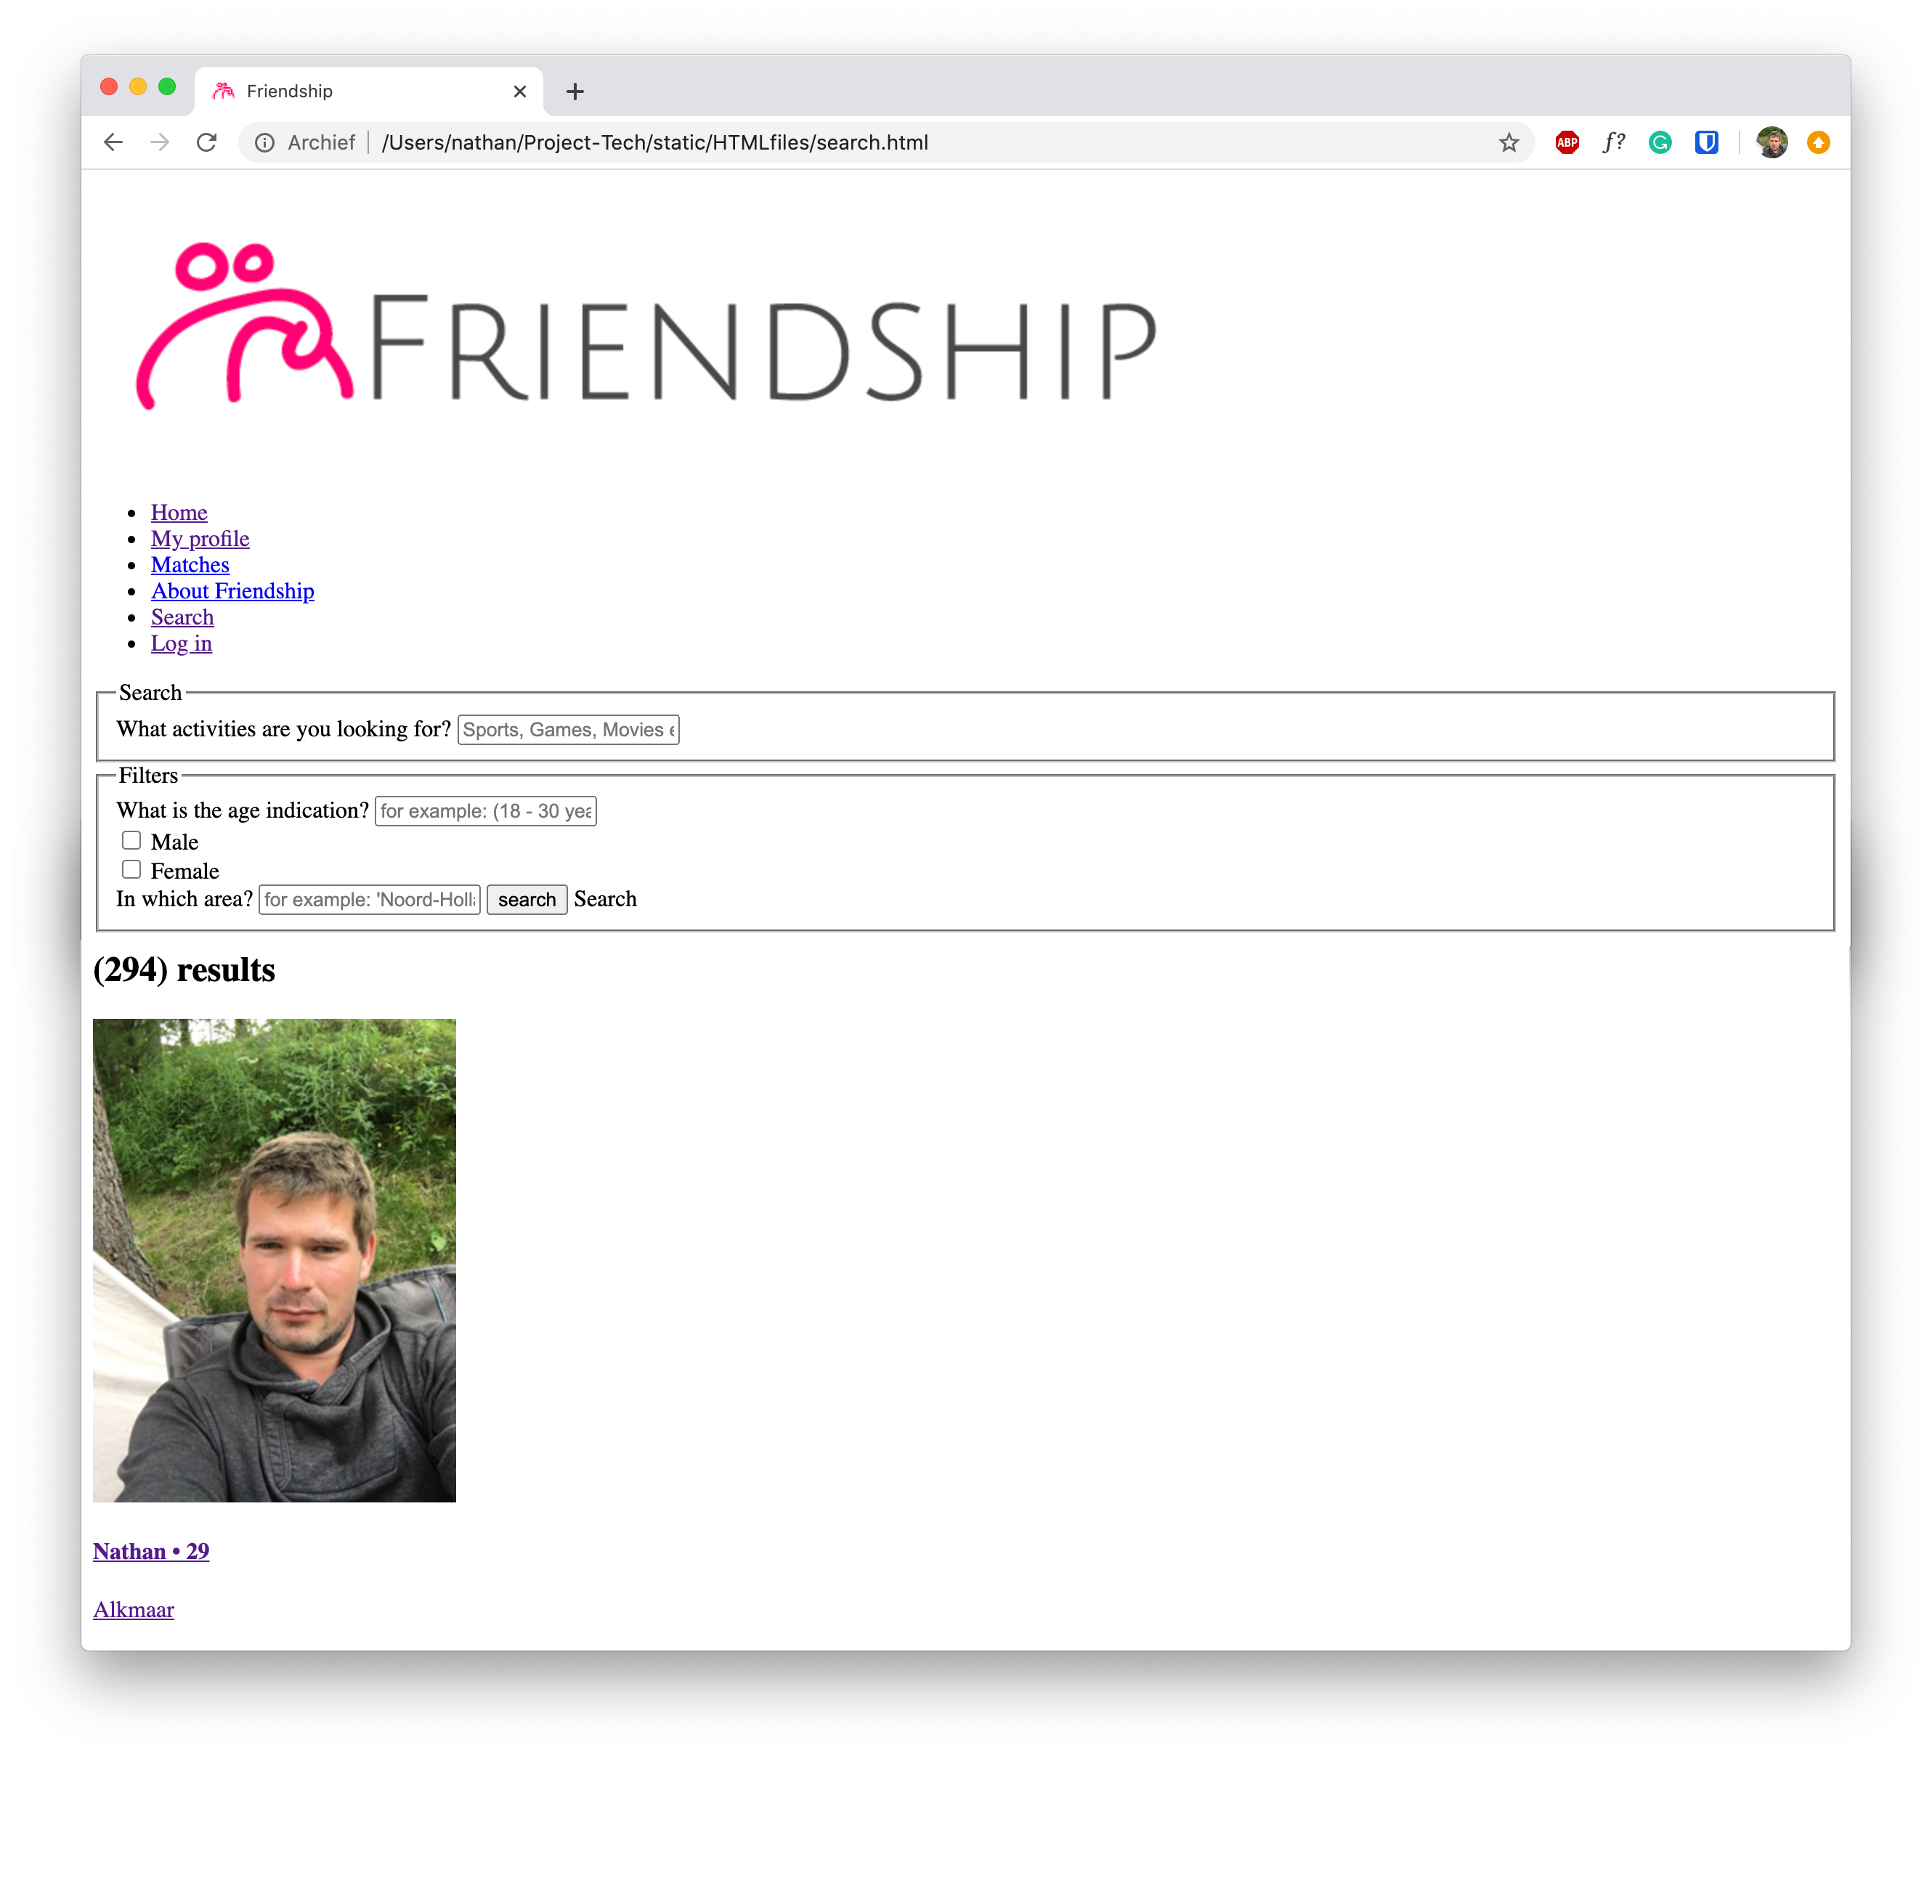 Friendship
Archief /Users/nathan/Project-Tech/static/HTMLfiles/search.html
ABP f?
FRIENDSHIP
Home
My profile
Matches
About Friendship
Search
Log in
Search
What activities are you looking for? Sports, Games, Movies e
Filters
What is the age indication? for example: (18 - 30 yea
Male
Female
In which area? for example: 'Noord-Holl search Search
(294) results
Nathan • 29
Alkmaar